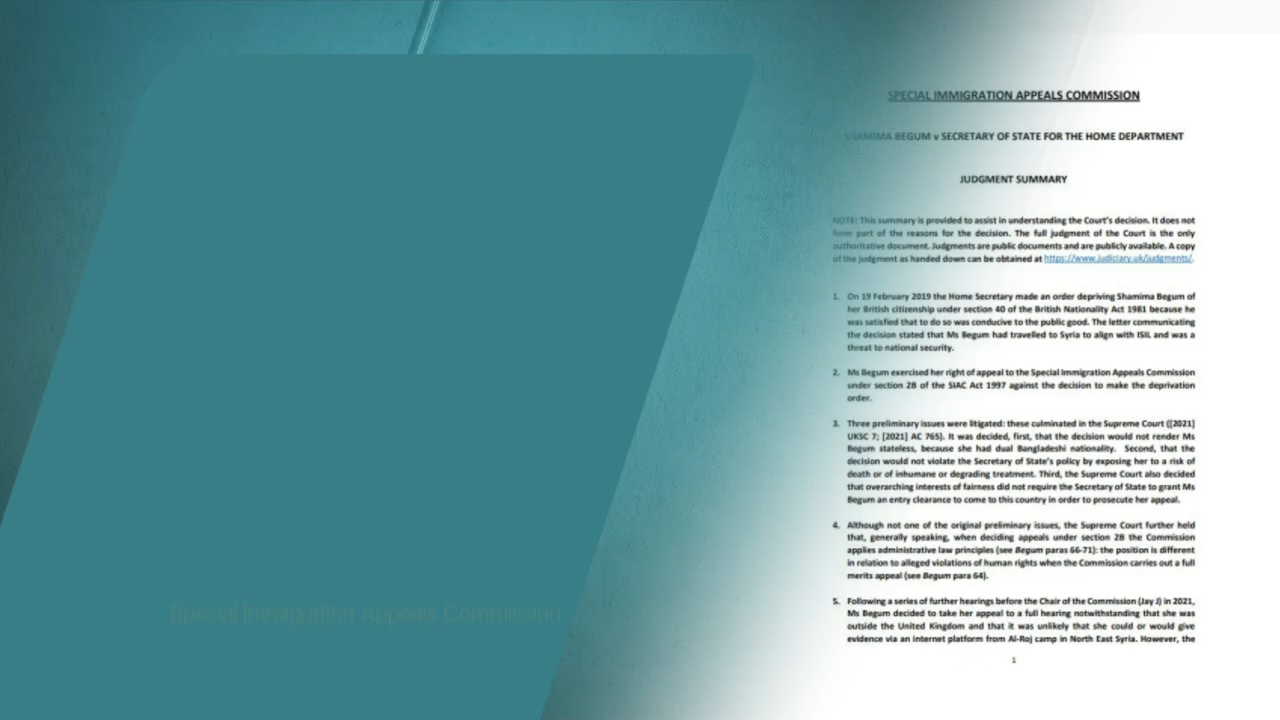 SPECIAL IMMIGRATION APPEALS COMMISSION
SHAMIMA BEGUM v SECRETARY OF STATE FOR THE HOME DEPARTMENT
JUDGMENT SUMMARY
NOTE: This summary is provided to assist in understanding the Court's decision. It does not
form part of the reasons for the decision. The full judgment of the Court is the only
authoritative document. Judgments are public documents and are publicly available. A copy
of the judgment as handed down can be obtained at https://www.judiciary.uk/judgments/.
1. On 19 February 2019 the Home Secretary made an order depriving Shamima Begum of
her British citizenship under section 40 of the British Nationality Act 1981 because he
was satisfied that to do so was conducive to the public good. The letter communicating
the decision stated that Ms Begum had travelled to Syria to align with ISIL and was a
threat to national security.
2. Ms Begum exercised her right of appeal to the Special Immigration Appeals Commission
under section 2B of the SIAC Act 1997 against the decision to make the deprivation
order.
3. Three preliminary issues were litigated: these culminated in the Supreme Court ([2021]
UKSC 7; [2021] AC 765). It was decided, first, that the decision would not render Ms
Begum stateless, because she had dual Bangladeshi nationality. Second, that the
decision would not violate the Secretary of State's policy by exposing her to a risk of
death or of inhumane or degrading treatment. Third, the Supreme Court also decided
that overarching interests of fairness did not require the Secretary of State to grant Ms
Begum an entry clearance to come to this country in order to prosecute her appeal.
4. Although not one of the original preliminary issues, the Supreme Court further held
that, generally speaking, when deciding appeals under section 2B the Commission
applies administrative law principles (see Begum paras 66-71): the position is different
in relation to alleged violations of human rights when the Commission carries out a full
merits appeal (see Begum para 64).
5. Following a series of further hearings before the Chair of the Commission (Jay J) in 2021,
Ms Begum decided to take her appeal to a full hearing notwithstanding that she was
outside the United Kingdom and that it was unlikely that she could or would give
evidence via an internet platform from Al-Roj camp in North East Syria. However, the
1
Special Immigration Appeals Commission